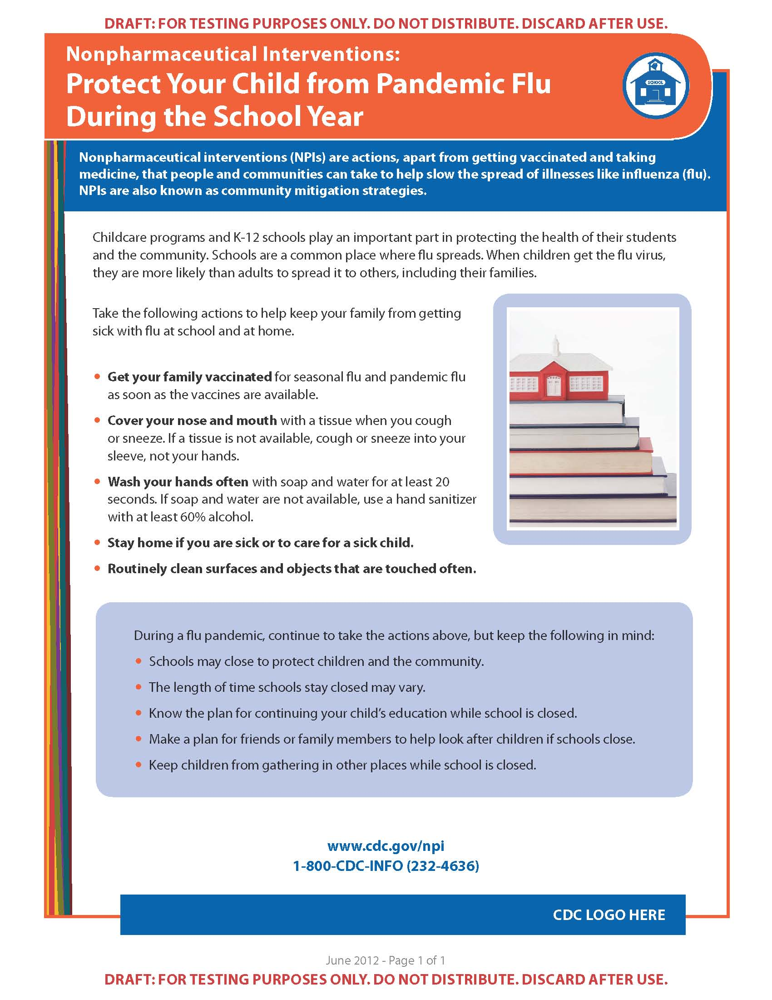 DRAFT: FOR TESTING PURPOSES ONLY. DO NOT DISTRIBUTE. DISCARD AFTER USE.
Nonpharmaceutical Interventions:
Protect Your Child from Pandemic Flu
During the School Year
SCHOOL
Nonpharmaceutical interventions (NPIs) are actions, apart from getting vaccinated and taking
medicine, that people and communities can take to help slow the spread of illnesses like influenza (flu).
NPIs are also known as community mitigation strategies.
Childcare programs and K-12 schools play an important part in protecting the health of their students
and the community. Schools are a common place where flu spreads. When children get the flu virus,
they are more likely than adults to spread it to others, including their families.
Take the following actions to help keep your family from getting
sick with flu at school and at home.
• Get your family vaccinated for seasonal flu and pandemic flu
as soon as the vaccines are available.
• Cover your nose and mouth with a tissue when you cough
or sneeze. If a tissue is not available, cough or sneeze into your
sleeve, not your hands.
• Wash your hands often with soap and water for at least 20
seconds. If soap and water are not available, use a hand sanitizer
with at least 60% alcohol.
• Stay home if you are sick or to care for a sick child.
• Routinely clean surfaces and objects that are touched often.
During a flu pandemic, continue to take the actions above, but keep the following in mind:
• Schools may close to protect children and the community.
• The length of time schools stay closed may vary.
• Know the plan for continuing your child’s education while school is closed.
• Make a plan for friends or family members to help look after children if schools close.
• Keep children from gathering in other places while school is closed.
www.cdc.gov/npi
1-800-CDC-INFO (232-4636)
CDC LOGO HERE
June 2012 - Page 1 of 1
DRAFT: FOR TESTING PURPOSES ONLY. DO NOT DISTRIBUTE. DISCARD AFTER USE.